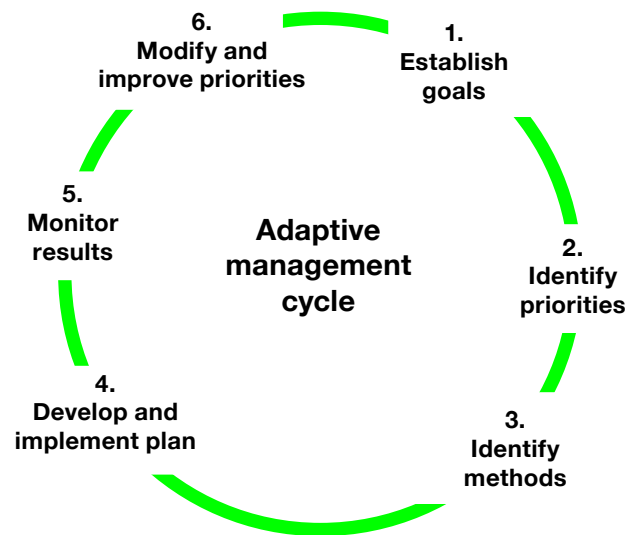 Adaptive
management
cycle
1.
Establish
goals
2.
Identify
priorities
3.
Identify
methods
4.
Develop and
implement plan
5.
Monitor
results
6.
Modify and
improve priorities